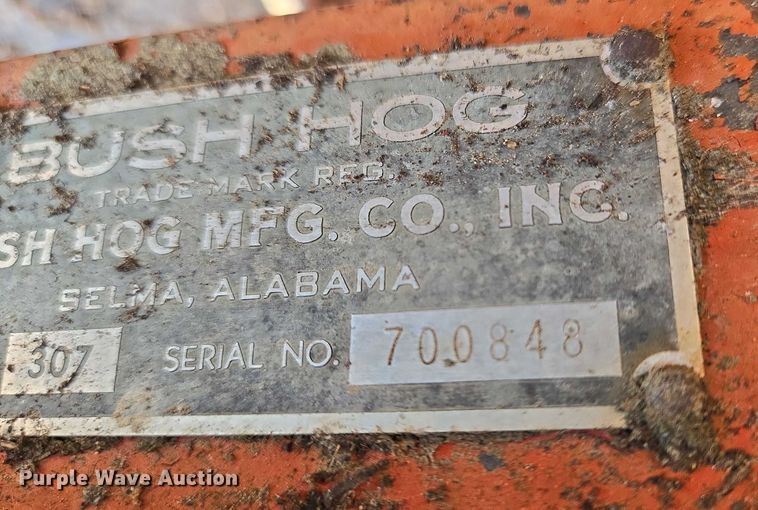 BUSH HOG
TRADE MARK REG.
SH HOG MFG. CO., INC.
SELMA, ALABAMA
307 SERIAL NO. 700848
Purple Wave Auction